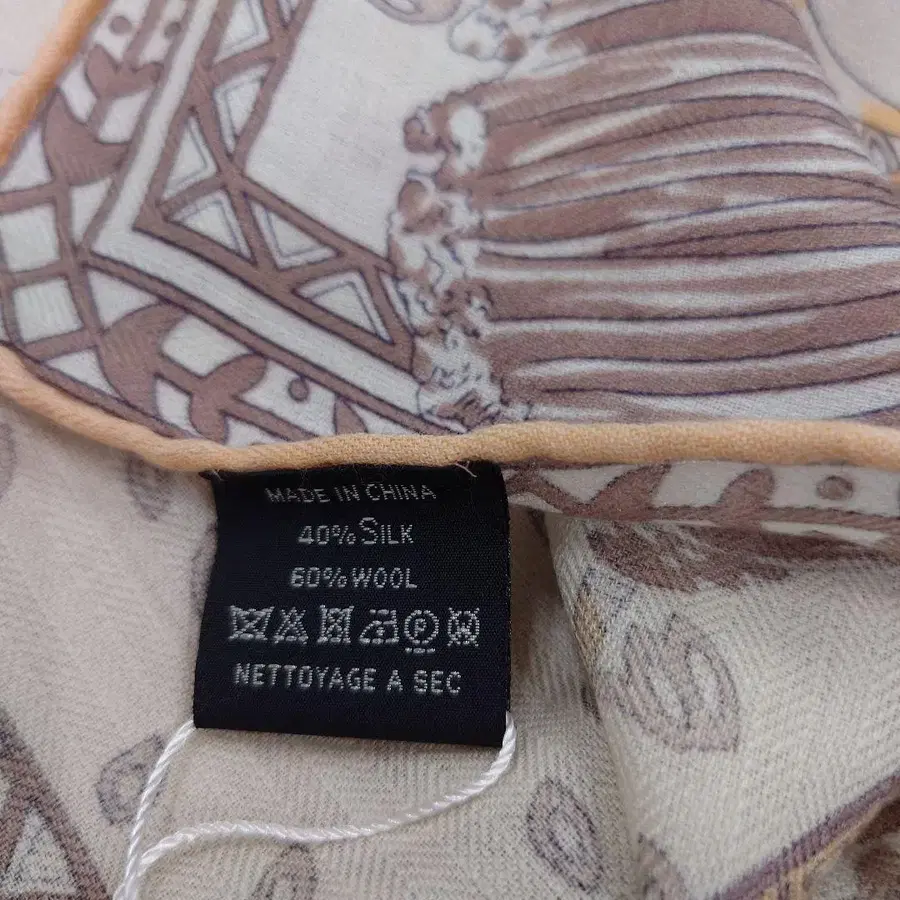 MADE IN CHINA
40% SILK
60% WOOL
P W
NETTOYAGE A SEC